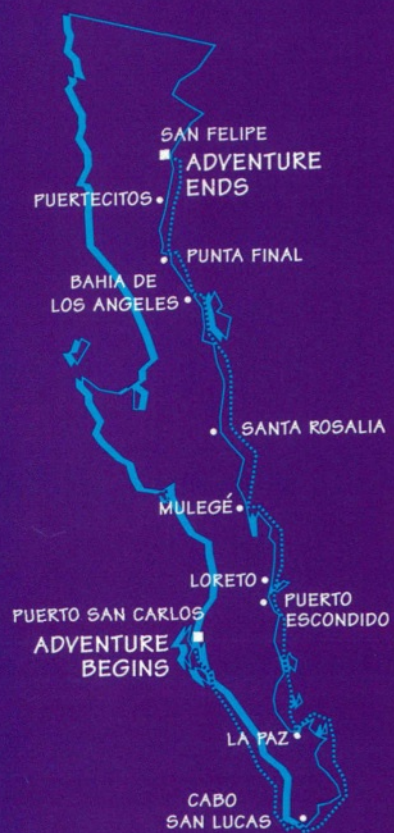 SAN FELIPE
ADVENTURE
ENDS
PUERTECITOS
PUNTA FINAL
BAHIA DE
LOS ANGELES
SANTA ROSALIA
MULEGÉ
LORETO
PUERTO
ESCONDIDO
PUERTO SAN CARLOS
ADVENTURE
BEGINS
LA PAZ
CABO
SAN LUCAS